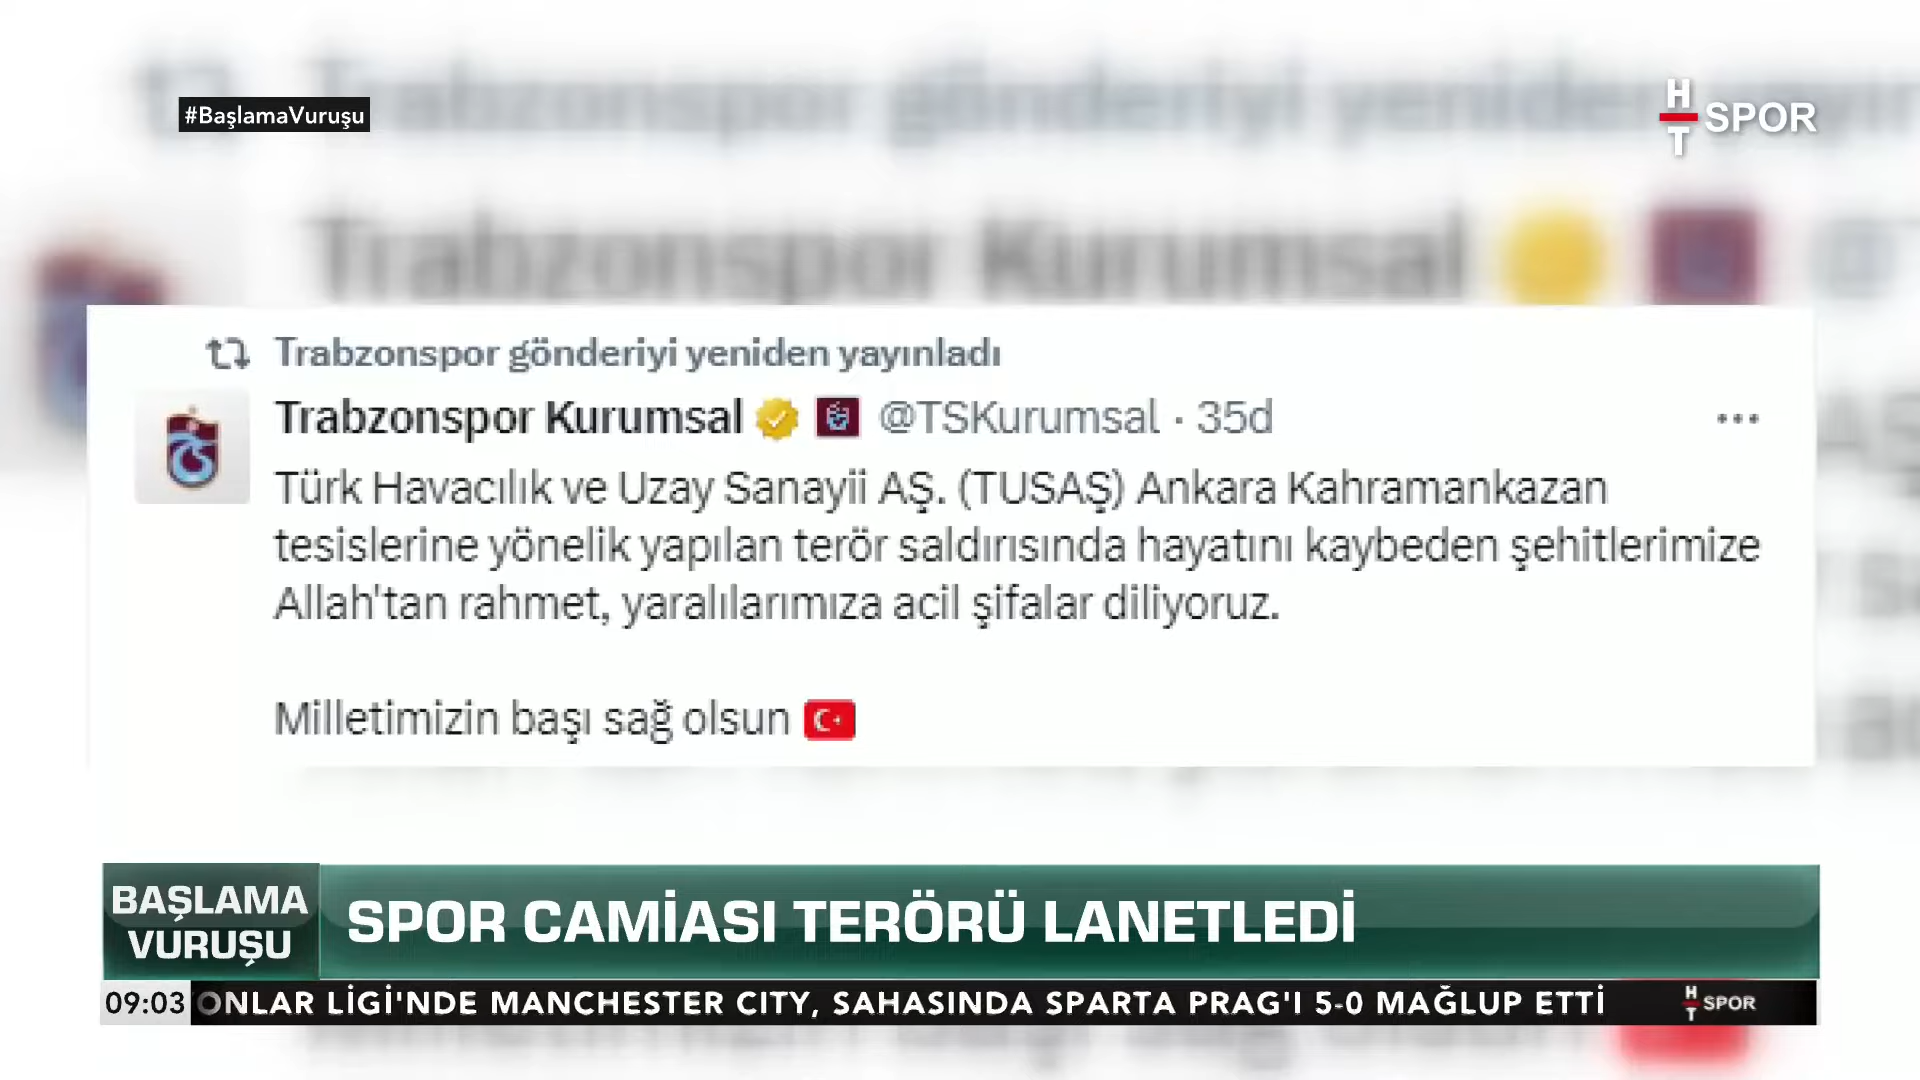 #BaşlamaVuruşu
HT SPOR
Trabzonspor gönderiyi yeniden yayınladı
Trabzonspor Kurumsal @TSKurumsal · 35d
Türk Havacılık ve Uzay Sanayii AŞ. (TUSAŞ) Ankara Kahramankazan
tesislerine yönelik yapılan terör saldırısında hayatını kaybeden şehitlerimize
Allah'tan rahmet, yaralılarımıza acil şifalar diliyoruz.
Milletimizin başı sağ olsun
BAŞLAMA
VURUŞU
SPOR CAMİASI TERÖRÜ LANETLEDİ
09:03 ONLAR LİGİ'NDE MANCHESTER CITY, SAHASINDA SPARTA PRAG'I 5-0 MAĞLUP ETTİ HT SPOR